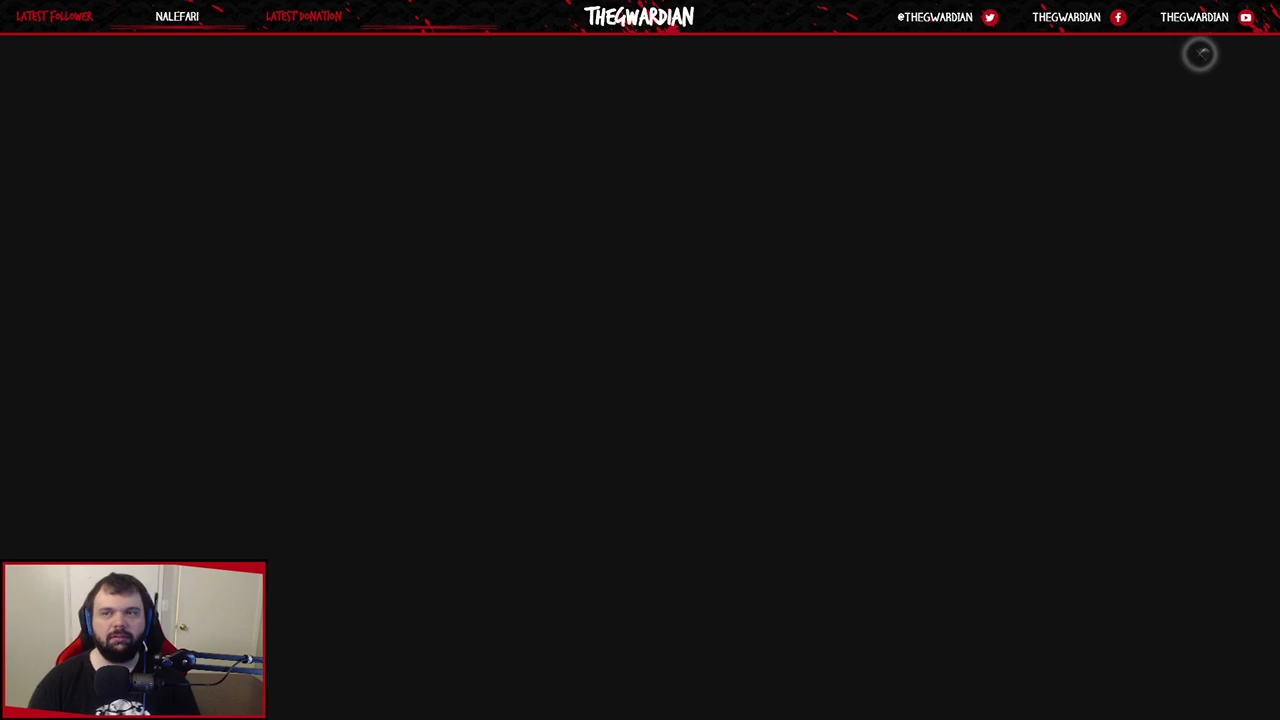 LATEST FOLLOWER
NALEFARI
LATEST DONATION
THEGWARDIAN
@THEGWARDIAN
THEGWARDIAN
THEGWARDIAN